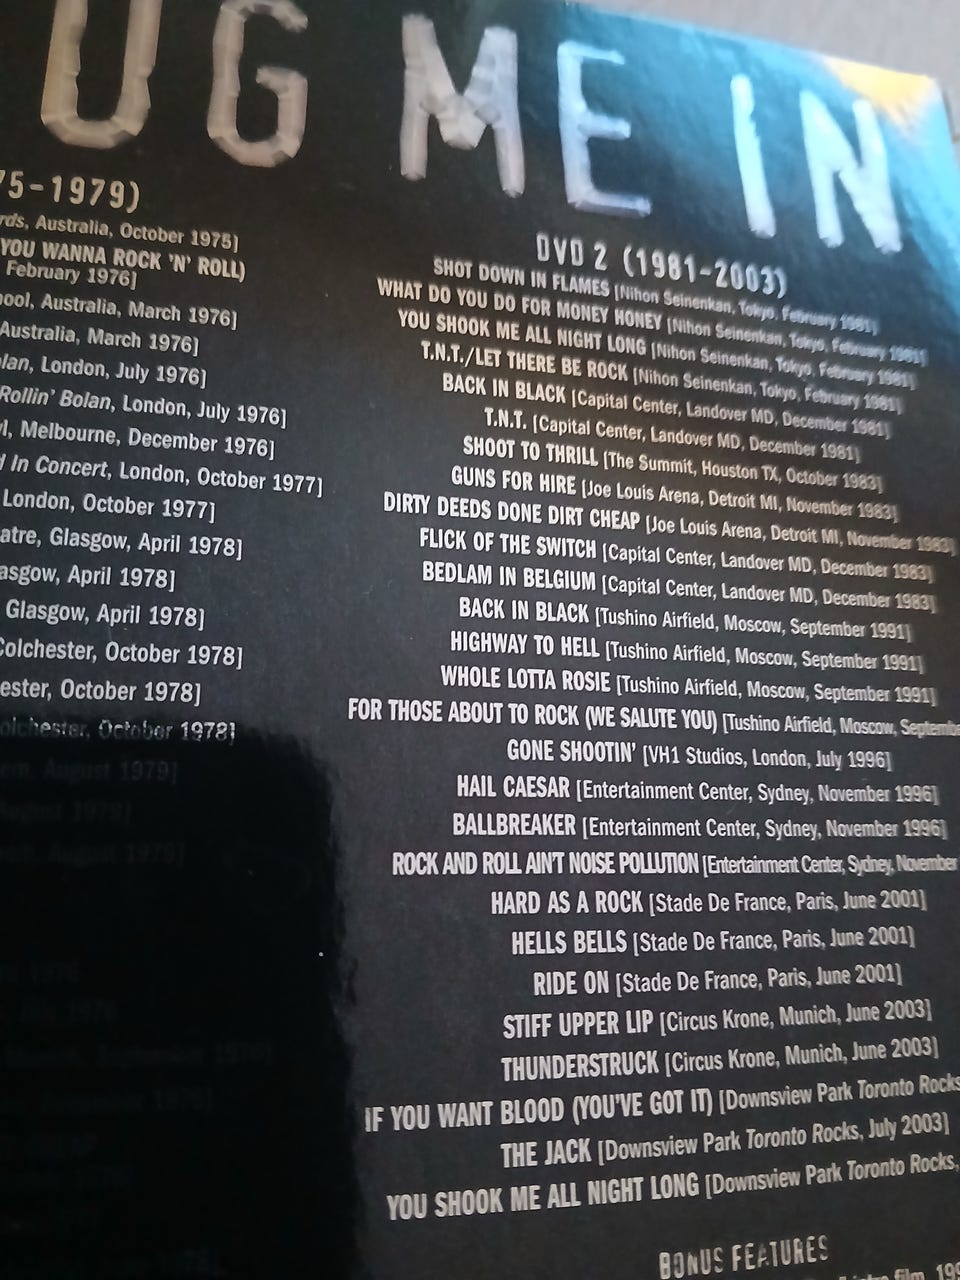 UG ME IN
75-1979)
rds, Australia, October 1975]
YOU WANNA ROCK 'N' ROLL)
February 1976]
ool, Australia, March 1976]
Australia, March 1976]
lan, London, July 1976]
Rollin' Bolan, London, July 1976]
l, Melbourne, December 1976]
d In Concert, London, October 1977]
London, October 1977]
atre, Glasgow, April 1978]
asgow, April 1978]
Glasgow, April 1978]
Colchester, October 1978]
ester, October 1978]
olchester, October 1978]
August 1979]
August 1979]
August 1979]
DVD 2 (1981-2003)
SHOT DOWN IN FLAMES [Nihon Seinenkan, Tokyo, February 1981]
WHAT DO YOU DO FOR MONEY HONEY [Nihon Seinenkan, Tokyo, February 1981]
YOU SHOOK ME ALL NIGHT LONG [Nihon Seinenkan, Tokyo, February 1981]
T.N.T./LET THERE BE ROCK [Nihon Seinenkan, Tokyo, February 1981]
BACK IN BLACK [Capital Center, Landover MD, December 1981]
T.N.T. [Capital Center, Landover MD, December 1981]
SHOOT TO THRILL [The Summit, Houston TX, October 1983]
GUNS FOR HIRE [Joe Louis Arena, Detroit MI, November 1983]
DIRTY DEEDS DONE DIRT CHEAP [Joe Louis Arena, Detroit MI, November 1983]
FLICK OF THE SWITCH [Capital Center, Landover MD, December 1983]
BEDLAM IN BELGIUM [Capital Center, Landover MD, December 1983]
BACK IN BLACK [Tushino Airfield, Moscow, September 1991]
HIGHWAY TO HELL [Tushino Airfield, Moscow, September 1991]
WHOLE LOTTA ROSIE [Tushino Airfield, Moscow, September 1991]
FOR THOSE ABOUT TO ROCK (WE SALUTE YOU) [Tushino Airfield, Moscow, Septembe
GONE SHOOTIN' [VH1 Studios, London, July 1996]
HAIL CAESAR [Entertainment Center, Sydney, November 1996]
BALLBREAKER [Entertainment Center, Sydney, November 1996]
ROCK AND ROLL AIN'T NOISE POLLUTION [Entertainment Center, Sydney, November
HARD AS A ROCK [Stade De France, Paris, June 2001]
HELLS BELLS [Stade De France, Paris, June 2001]
RIDE ON [Stade De France, Paris, June 2001]
STIFF UPPER LIP [Circus Krone, Munich, June 2003]
THUNDERSTRUCK [Circus Krone, Munich, June 2003]
IF YOU WANT BLOOD (YOU'VE GOT IT) [Downsview Park Toronto Rocks
THE JACK [Downsview Park Toronto Rocks, July 2003]
YOU SHOOK ME ALL NIGHT LONG [Downsview Park Toronto Rocks,
BONUS FEATURES
film, 199